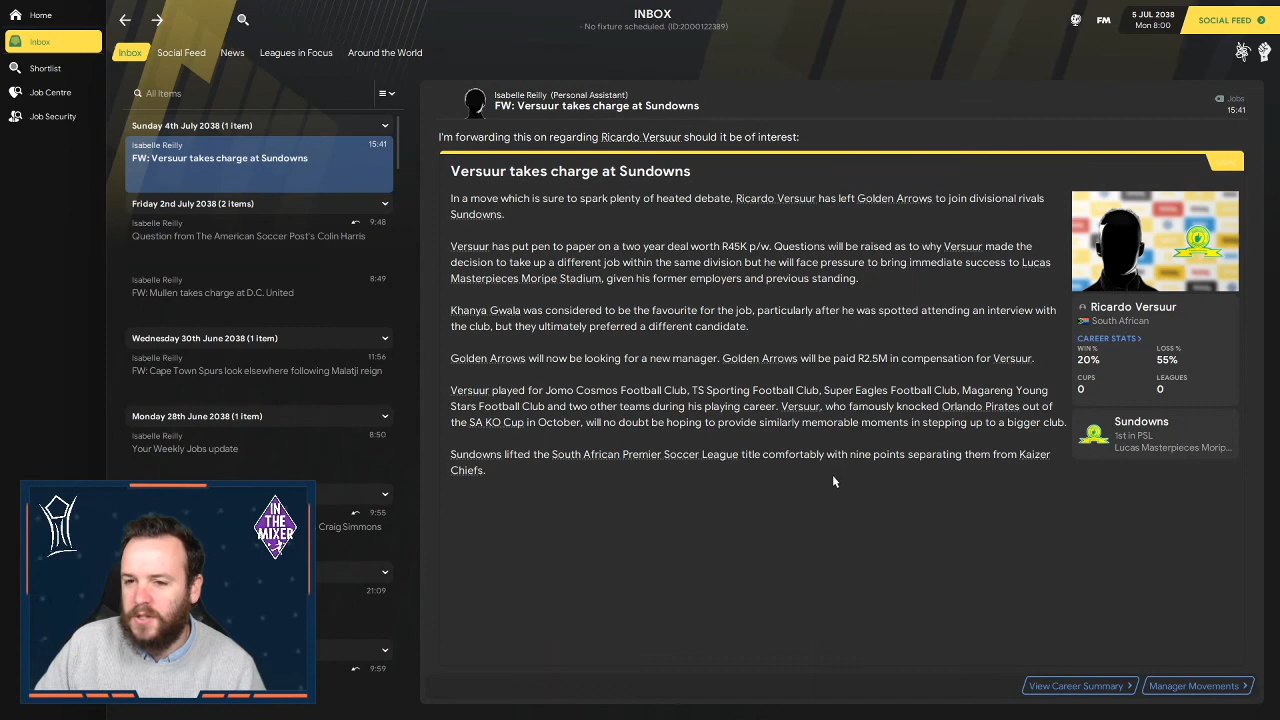 Home
Inbox
Shortlist
Job Centre
Job Security
INBOX
- No fixture scheduled. (ID:2000122389)
FM
5 JUL 2038
Mon 8:00
SOCIAL FEED
Inbox
Social Feed
News
Leagues in Focus
Around the World
All Items
Sunday 4th July 2038 (1 item)
Isabelle Reilly
15:41
FW: Versuur takes charge at Sundowns
Friday 2nd July 2038 (2 items)
Isabelle Reilly
9:48
Question from The American Soccer Post's Colin Harris
Isabelle Reilly
8:49
FW: Mullen takes charge at D.C. United
Wednesday 30th June 2038 (1 item)
Isabelle Reilly
11:56
FW: Cape Town Spurs look elsewhere following Malatji reign
Monday 28th June 2038 (1 item)
Isabelle Reilly
8:50
Your Weekly Jobs update
9:55
Craig Simmons
21:09
9:59
IN
THE
MIXER
Isabelle Reilly (Personal Assistant)
FW: Versuur takes charge at Sundowns
Jobs
15:41
I'm forwarding this on regarding Ricardo Versuur should it be of interest:
Versuur takes charge at Sundowns
In a move which is sure to spark plenty of heated debate, Ricardo Versuur has left Golden Arrows to join divisional rivals
Sundowns.
Versuur has put pen to paper on a two year deal worth R45K p/w. Questions will be raised as to why Versuur made the
decision to take up a different job within the same division but he will face pressure to bring immediate success to Lucas
Masterpieces Moripe Stadium, given his former employers and previous standing.
Khanya Gwala was considered to be the favourite for the job, particularly after he was spotted attending an interview with
the club, but they ultimately preferred a different candidate.
Golden Arrows will now be looking for a new manager. Golden Arrows will be paid R2.5M in compensation for Versuur.
Versuur played for Jomo Cosmos Football Club, TS Sporting Football Club, Super Eagles Football Club, Magareng Young
Stars Football Club and two other teams during his playing career. Versuur, who famously knocked Orlando Pirates out of
the SA KO Cup in October, will no doubt be hoping to provide similarly memorable moments in stepping up to a bigger club.
Sundowns lifted the South African Premier Soccer League title comfortably with nine points separating them from Kaizer
Chiefs.
Ricardo Versuur
South African
CAREER STATS >
WIN %
LOSS %
20%
55%
CUPS
LEAGUES
0
0
Sundowns
1st in PSL
Lucas Masterpieces Morip...
View Career Summary >
Manager Movements >